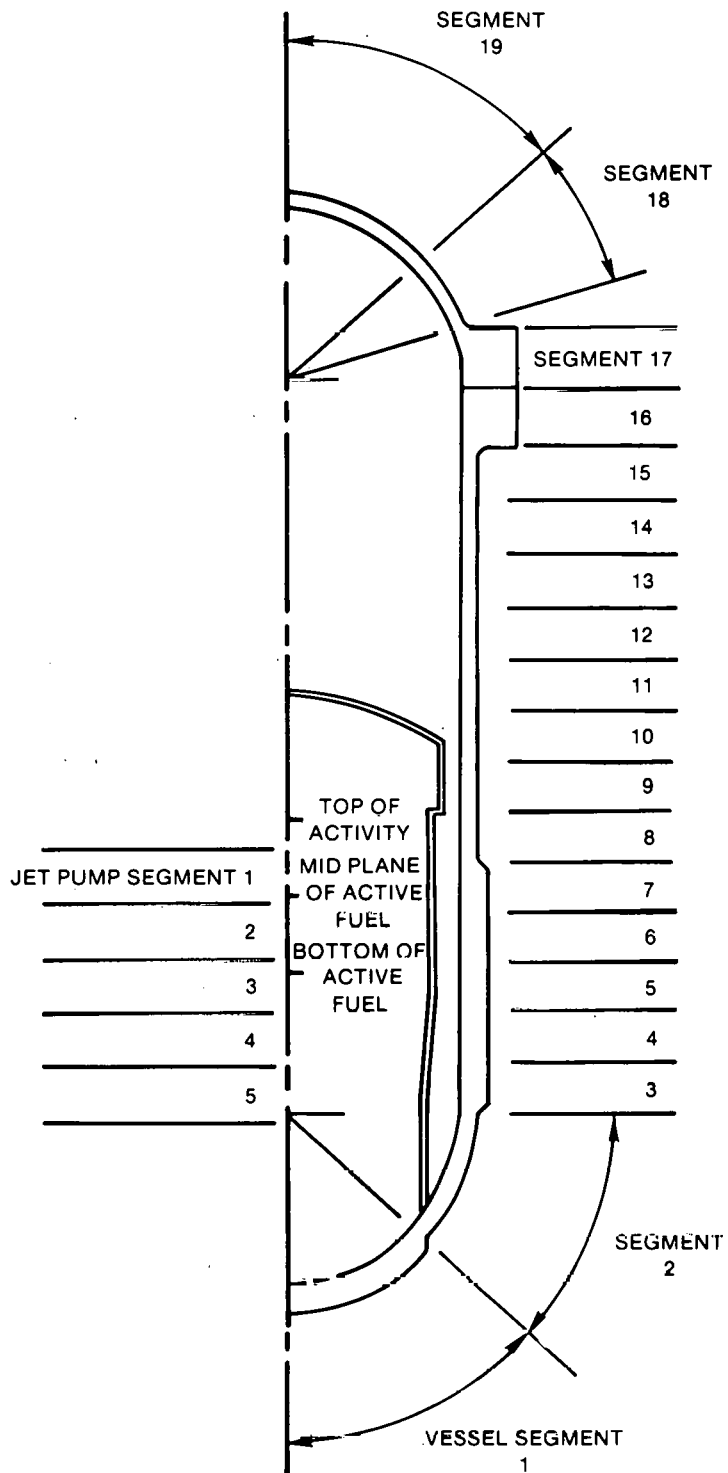 SEGMENT
19
SEGMENT
18
SEGMENT 17
16
15
14
13
12
11
10
9
8
7
6
5
4
3
TOP OF
ACTIVITY
MID PLANE
OF ACTIVE
FUEL
BOTTOM OF
ACTIVE
FUEL
JET PUMP SEGMENT 1
2
3
4
5
SEGMENT
2
VESSEL SEGMENT
1